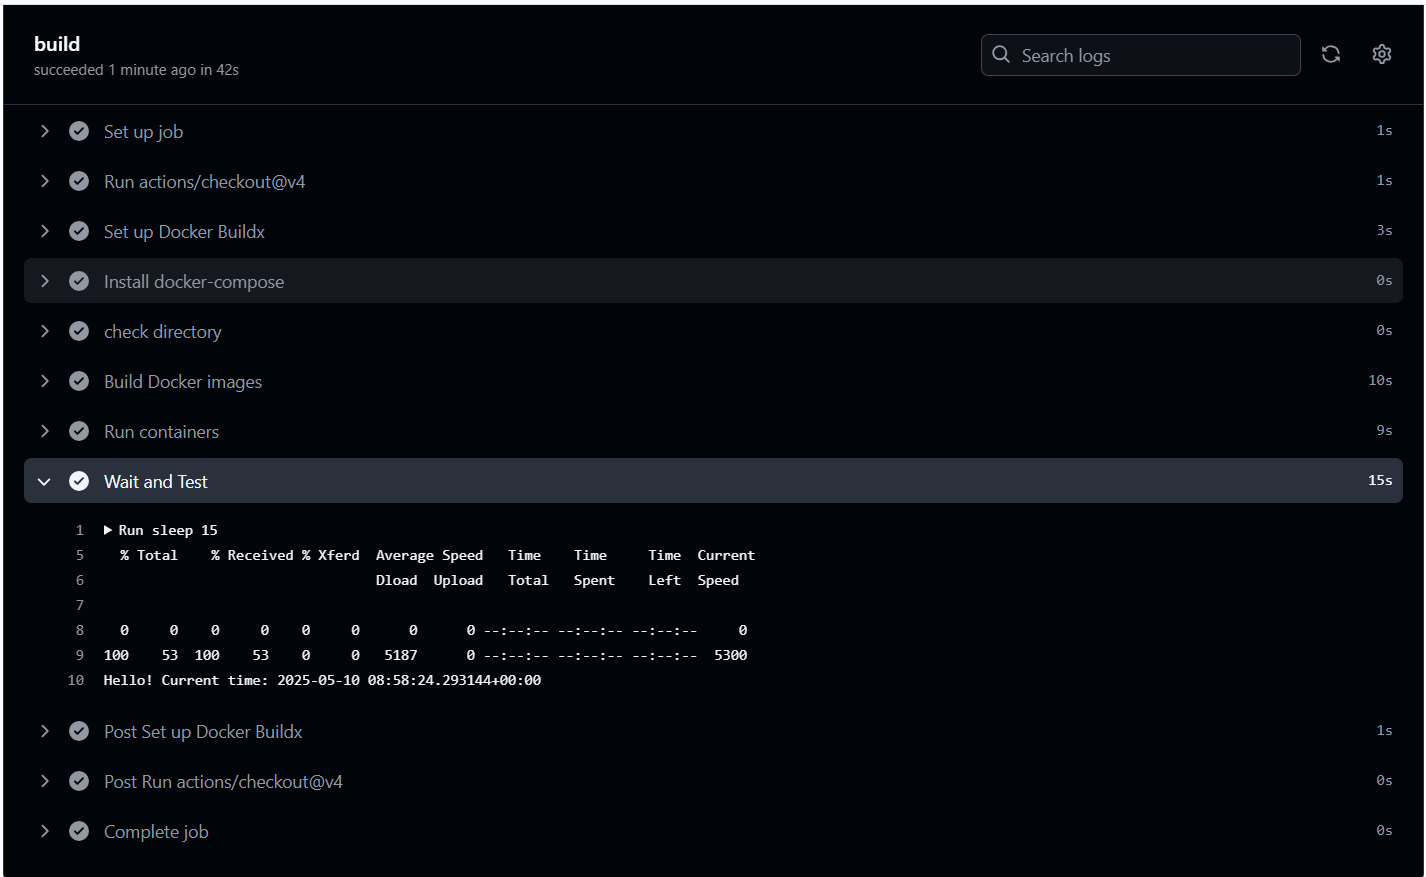 build
succeeded 1 minute ago in 42s
Search logs
Set up job 1s
Run actions/checkout@v4 1s
Set up Docker Buildx 3s
Install docker-compose 0s
check directory 0s
Build Docker images 10s
Run containers 9s
Wait and Test 15s
1 Run sleep 15
5 % Total % Received % Xferd Average Speed Time Time Time Current
6 Dload Upload Total Spent Left Speed
7
8 0 0 0 0 0 0 0 0 --:--:-- --:--:-- --:--:-- 0
9 100 53 100 53 0 0 5187 0 --:--:-- --:--:-- --:--:-- 5300
10 Hello! Current time: 2025-05-10 08:58:24.293144+00:00
Post Set up Docker Buildx 1s
Post Run actions/checkout@v4 0s
Complete job 0s